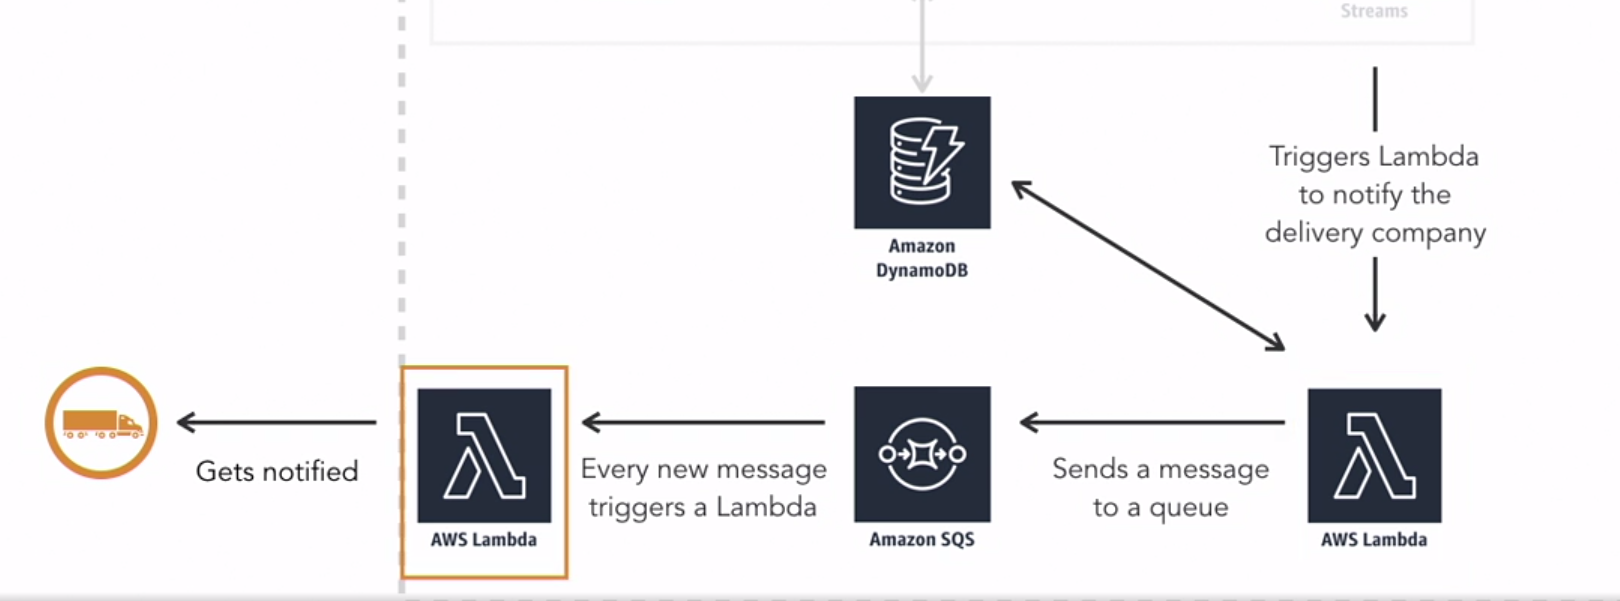 Streams
Triggers Lambda
to notify the
delivery company
Amazon
DynamoDB
Gets notified
AWS Lambda
Every new message
triggers a Lambda
Amazon SQS
Sends a message
to a queue
AWS Lambda